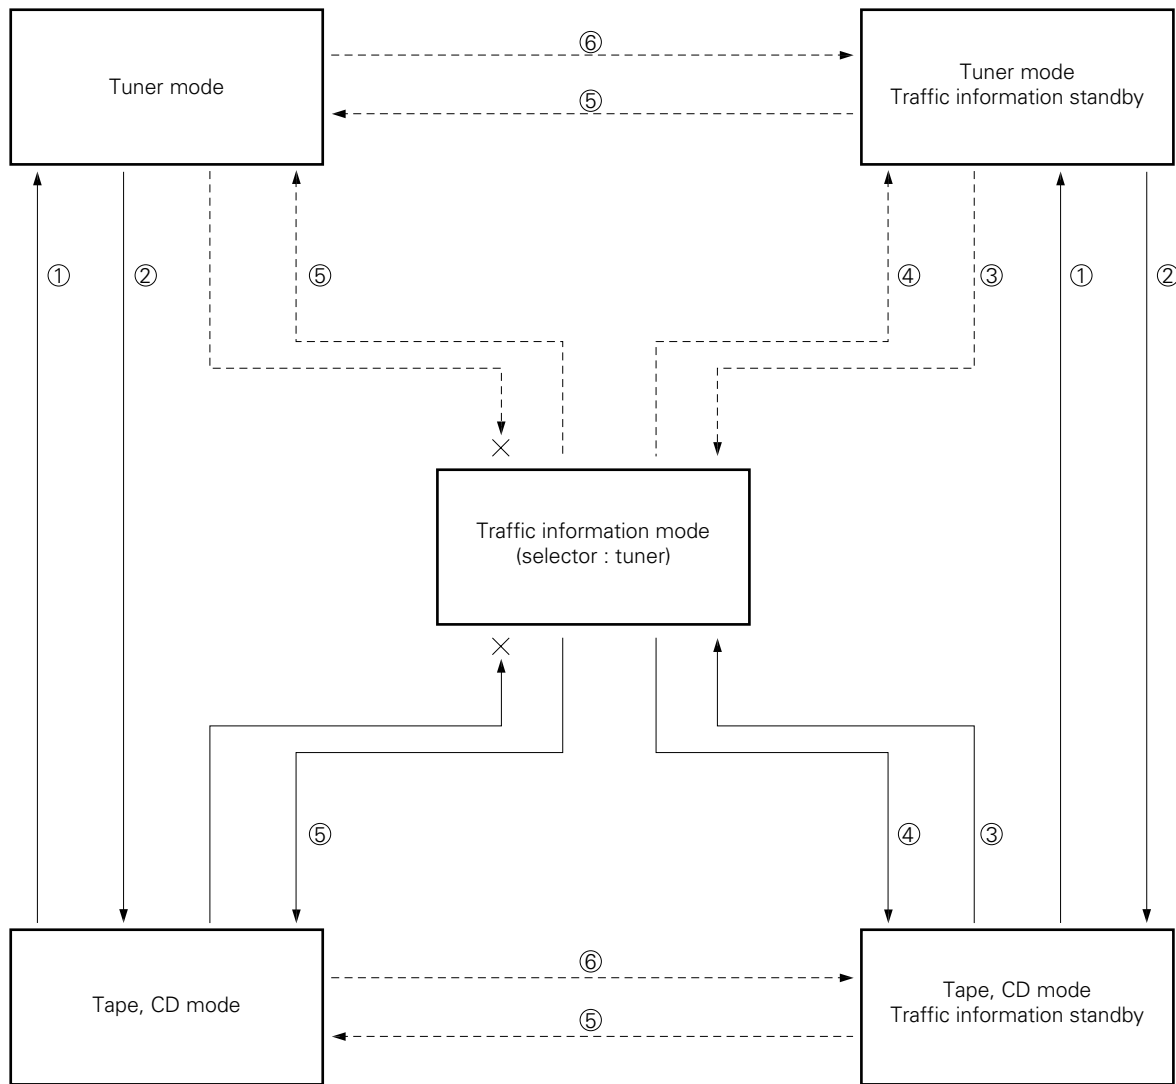 ⑥
Tuner mode
Tuner mode
Traffic information standby
⑤
①
②
⑤
④
③
①
②
Traffic information mode
(selector : tuner)
⑤
④
③
⑥
Tape, CD mode
Tape, CD mode
Traffic information standby
⑤